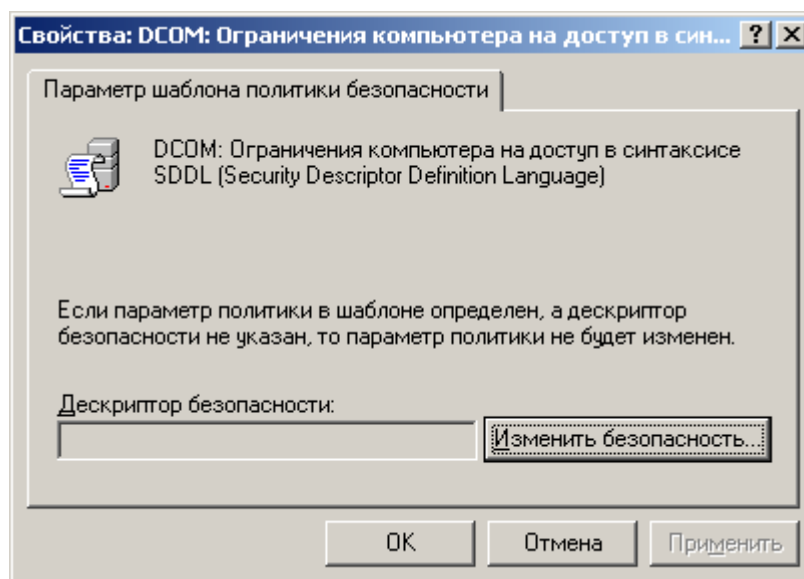 Свойства: DCOM: Ограничения компьютера на доступ в син...
Параметр шаблона политики безопасности
DCOM: Ограничения компьютера на доступ в синтаксисе
SDDL (Security Descriptor Definition Language)
Если параметр политики в шаблоне определен, а дескриптор
безопасности не указан, то параметр политики не будет изменен.
Дескриптор безопасности:
Изменить безопасность...
ОК
Отмена
Применить